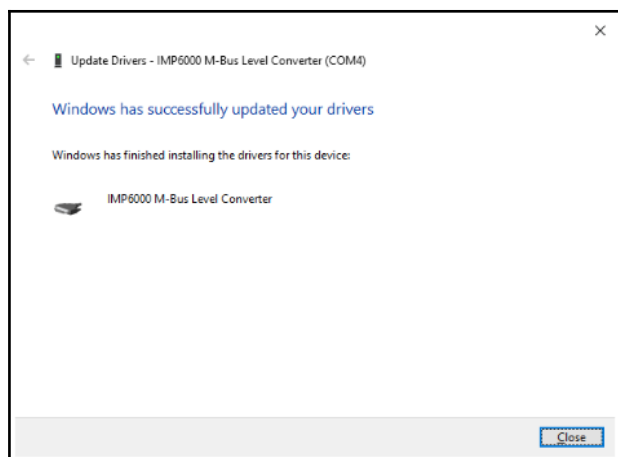 Update Drivers - IMP6000 M-Bus Level Converter (COM4)
Windows has successfully updated your drivers
Windows has finished installing the drivers for this device:
IMP6000 M-Bus Level Converter
Close